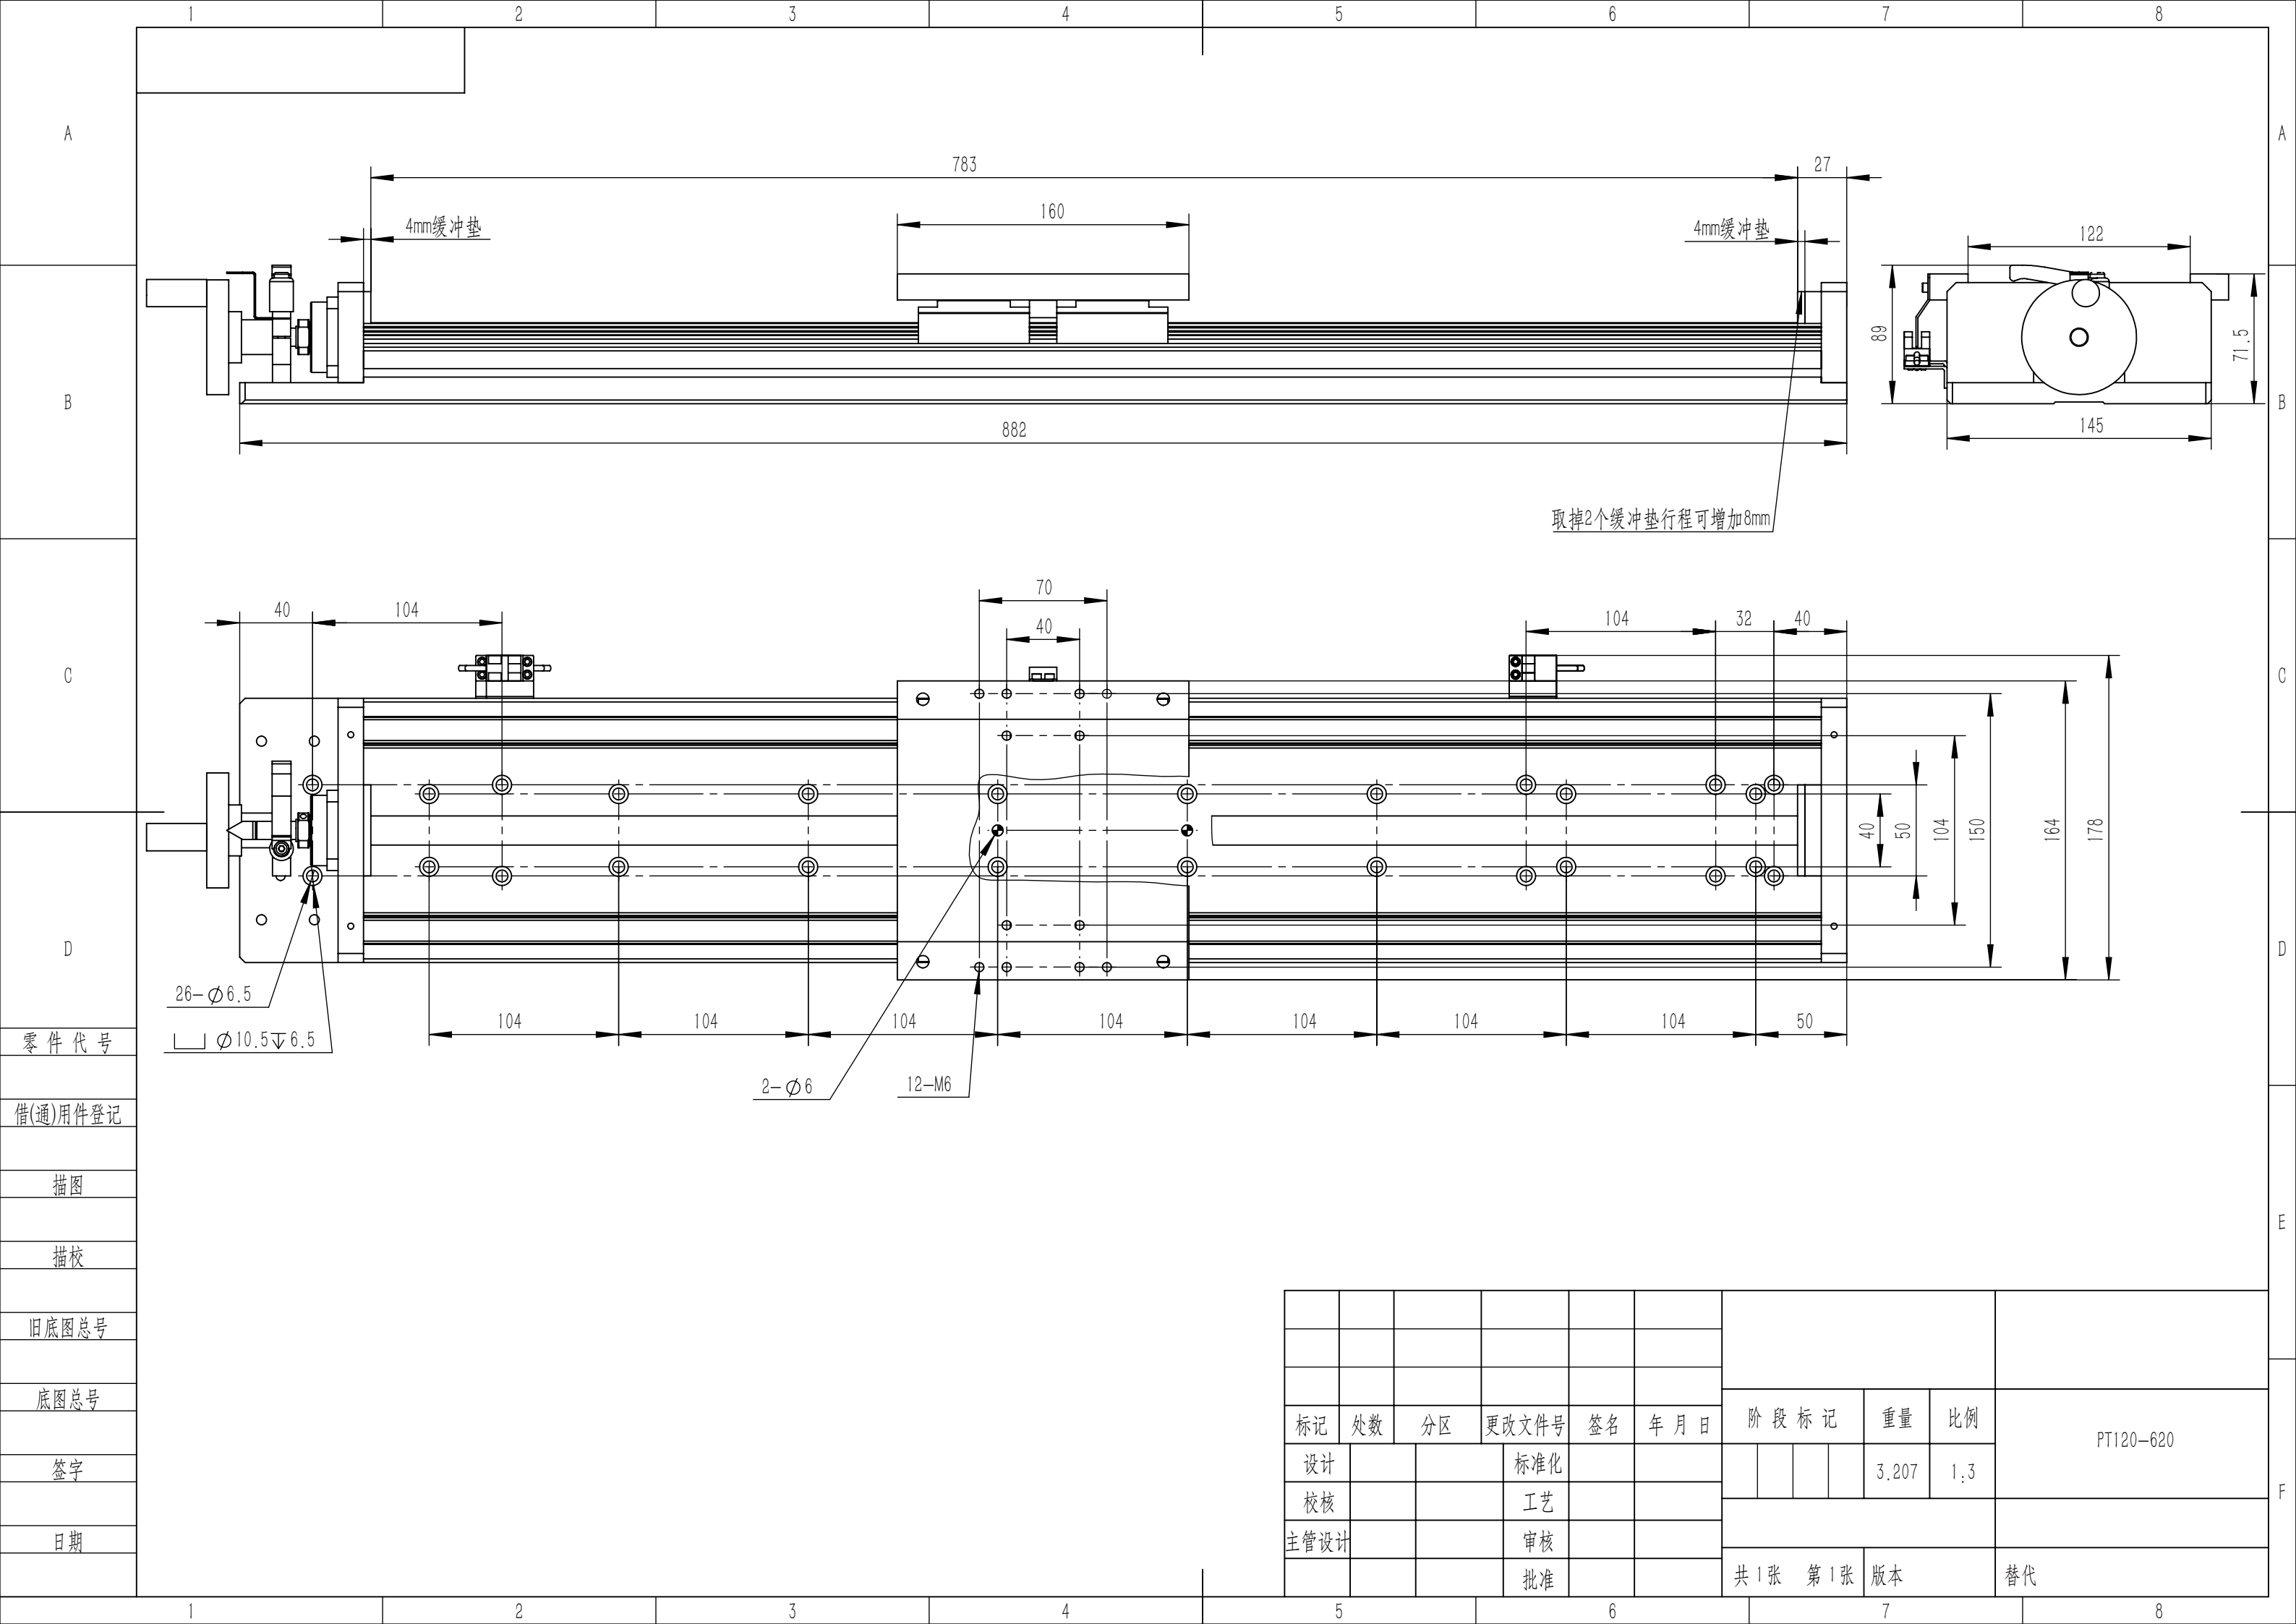 1 2 3 4 5 6 7 8
A A
783 27
160
4mm缓冲垫 4mm缓冲垫
122
89 71.5
B B
882 145
取掉2个缓冲垫行程可增加8mm
70
40 104 40 104 32 40
C C
40 50 104 150 164 178
D D
26-∅6.5
⌴ ∅10.5↧6.5
104 104 104 104 104 104 104 50
2-∅6 12-M6
零件代号
借(通)用件登记
描图
描校
旧底图总号
底图总号
签字
日期
E
F
标记 处数 分区 更改文件号 签名 年月日
设计 标准化
校核 工艺
主管设计 审核
批准
阶段标记 重量 比例
3.207 1:3
PT120-620
共1张 第1张 版本 替代
1 2 3 4 5 6 7 8